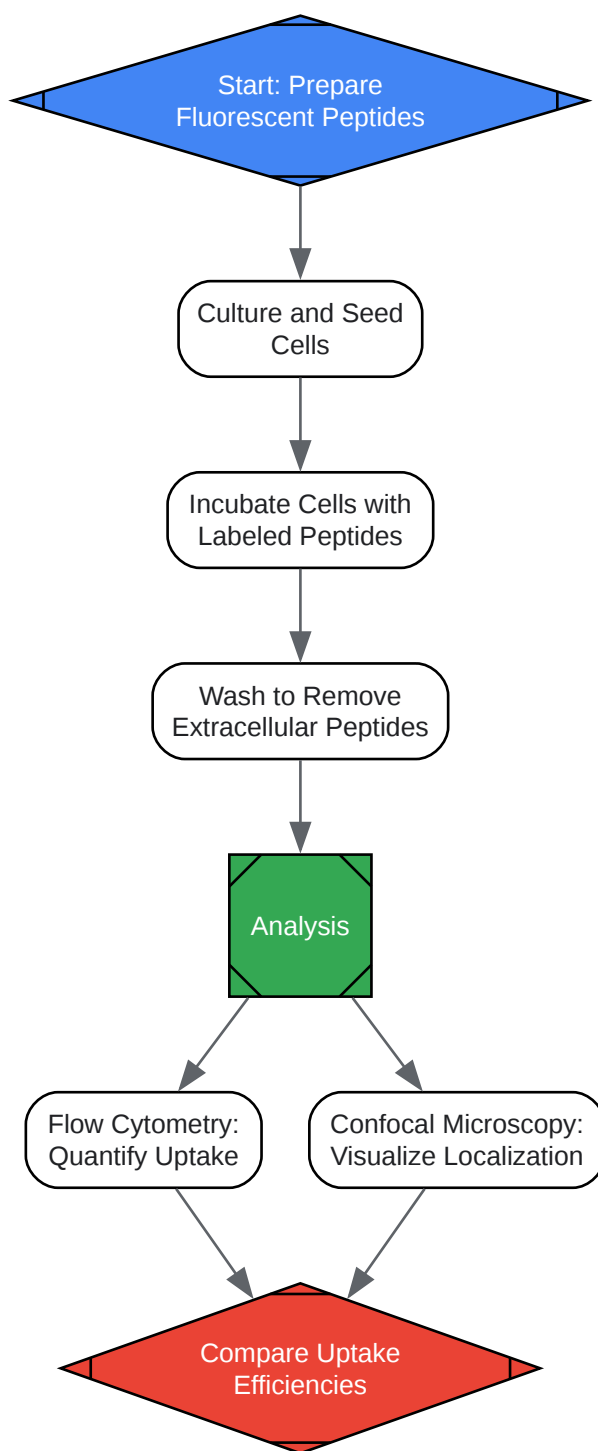 Start: Prepare
Fluorescent Peptides
Culture and Seed
Cells
Incubate Cells with
Labeled Peptides
Wash to Remove
Extracellular Peptides
Analysis
Flow Cytometry:
Quantify Uptake
Confocal Microscopy:
Visualize Localization
Compare Uptake
Efficiencies